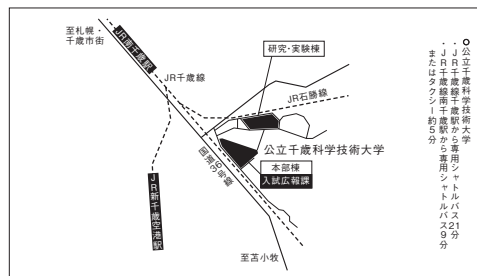 至札幌・
千歳市街
JR南千歳駅
JR千歳線
研究・実験棟
JR石勝線
公立千歳科学技術大学
本部棟
入試広報課
国道36号線
JR新千歳空港駅
至苫小牧
○公立千歳科学技術大学
・JR千歳線千歳駅から専用シャトルバス21分
・JR千歳線南千歳駅から専用シャトルバス9分
またはタクシー約5分